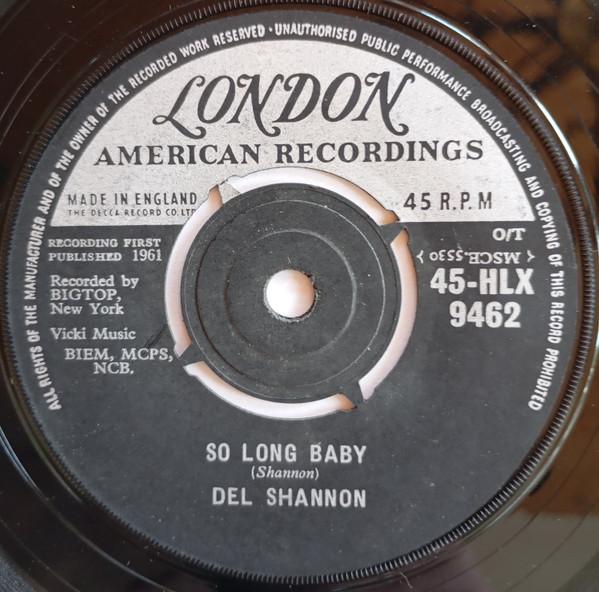 ALL RIGHTS OF THE MANUFACTURER AND OF THE OWNER OF THE RECORDED WORK RESERVED · UNAUTHORISED PUBLIC PERFORMANCE BROADCASTING AND COPYING OF THIS RECORD PROHIBITED
LONDON
AMERICAN RECORDINGS
MADE IN ENGLAND
THE DECCA RECORD CO. LTD
45 R.P.M
RECORDING FIRST
PUBLISHED 1961
Recorded by
BIGTOP,
New York
Vicki Music
BIEM, MCPS,
NCB.
T/O
MSCE.5530
45-HLX
9462
SO LONG BABY
(Shannon)
DEL SHANNON